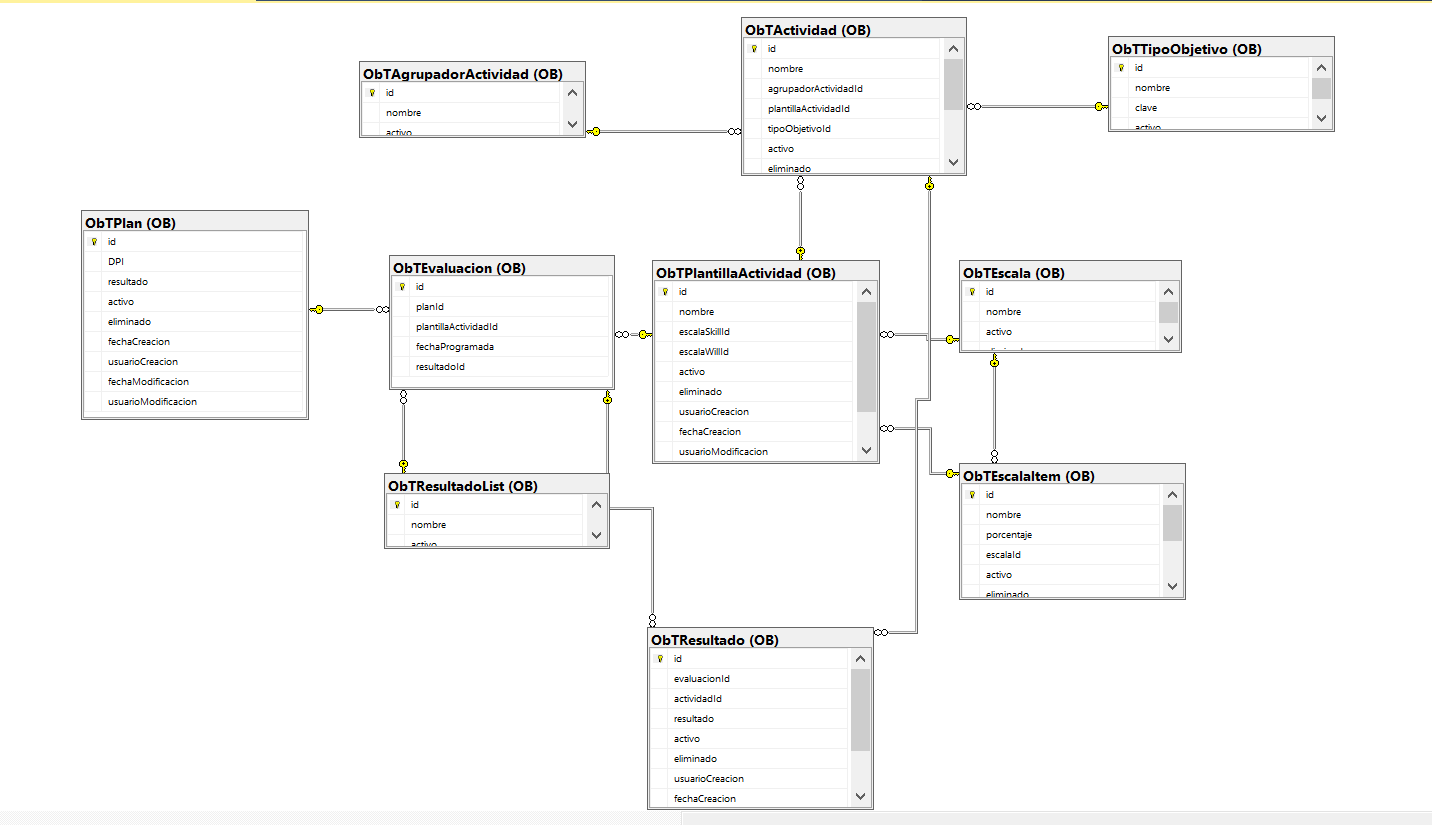 ObTActividad (OB)
id
nombre
agrupadorActividadId
plantillaActividadId
tipoObjetivoId
activo
eliminado
ObTTipoObjetivo (OB)
id
nombre
clave
activo
ObTAgrupadorActividad (OB)
id
nombre
activo
ObTPlan (OB)
id
DPI
resultado
activo
eliminado
fechaCreacion
usuarioCreacion
fechaModificacion
usuarioModificacion
ObTEvaluacion (OB)
id
planId
plantillaActividadId
fechaProgramada
resultadoId
ObTPlantillaActividad (OB)
id
nombre
escalaSkillId
escalaWillId
activo
eliminado
usuarioCreacion
fechaCreacion
usuarioModificacion
ObTEscala (OB)
id
nombre
activo
ObTResultadoList (OB)
id
nombre
activo
ObTEscalaItem (OB)
id
nombre
porcentaje
escalaId
activo
eliminado
ObTResultado (OB)
id
evaluacionId
actividadId
resultado
activo
eliminado
usuarioCreacion
fechaCreacion